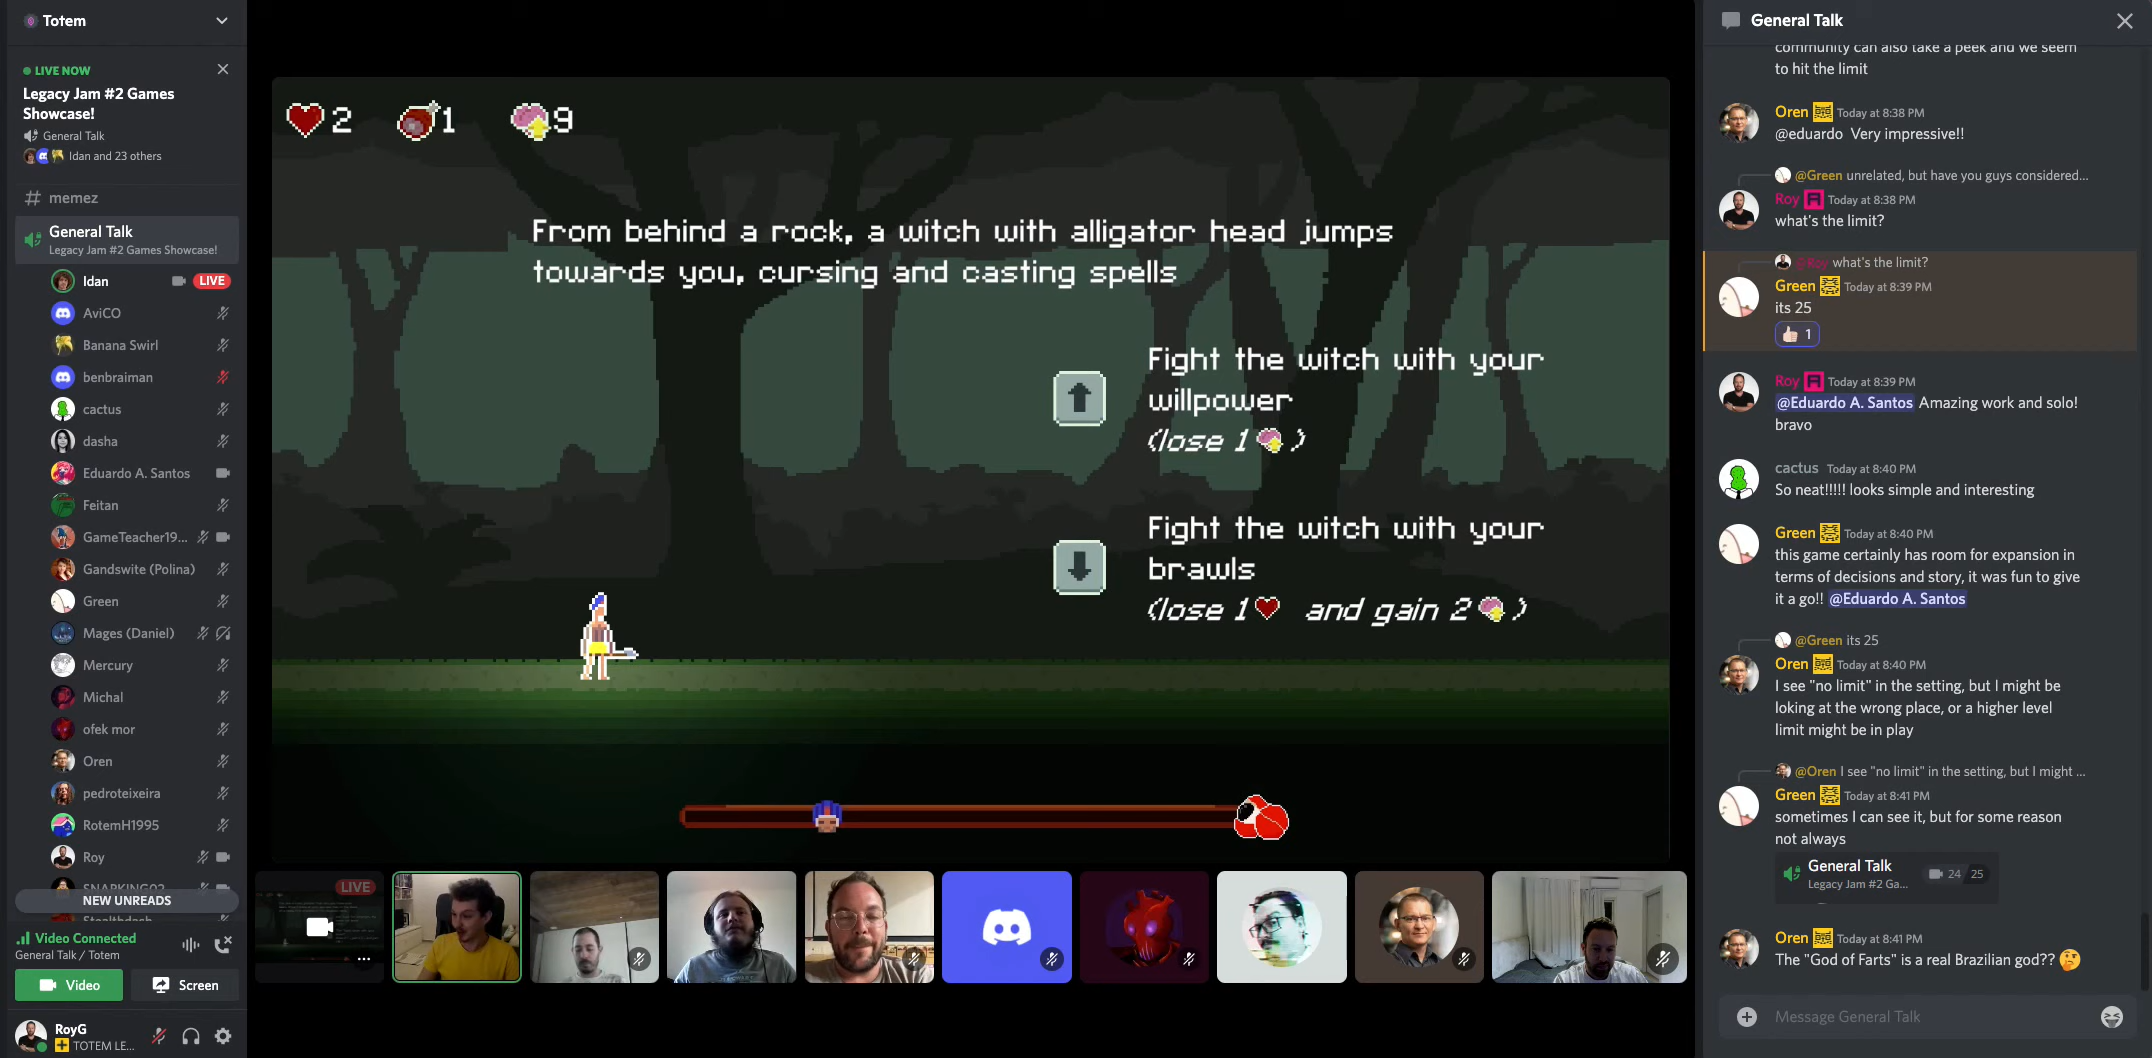 Totem
LIVE NOW
Legacy Jam #2 Games
Showcase!
General Talk
Idan and 23 others
memez
General Talk
Legacy Jam #2 Games Showcase!
Idan
LIVE
AviCO
Banana Swirl
benbraiman
cactus
dasha
Eduardo A. Santos
Feitan
GameTeacher19...
Gandswite (Polina)
Green
Mages (Daniel)
Mercury
Michal
ofek mor
Oren
pedroteixeira
RotemH1995
Roy
SNAPKING02
NEW UNREADS
Stealthdash
Video Connected
General Talk / Totem
Video
Screen
RoyG
TOTEM LE...
2
1
9
From behind a rock, a witch with alligator head jumps
towards you, cursing and casting spells
Fight the witch with your
willpower
(lose 1 )
Fight the witch with your
brawls
(lose 1 and gain 2 )
LIVE
General Talk
community can also take a peek and we seem
to hit the limit
Oren Today at 8:38 PM
@eduardo Very impressive!!
@Green unrelated, but have you guys considered...
Roy Today at 8:38 PM
what's the limit?
@Roy what's the limit?
Green Today at 8:39 PM
its 25
1
Roy Today at 8:39 PM
@Eduardo A. Santos Amazing work and solo!
bravo
cactus Today at 8:40 PM
So neat!!!!! looks simple and interesting
Green Today at 8:40 PM
this game certainly has room for expansion in
terms of decisions and story, it was fun to give
it a go!! @Eduardo A. Santos
@Green its 25
Oren Today at 8:40 PM
I see "no limit" in the setting, but I might be
loking at the wrong place, or a higher level
limit might be in play
@Oren I see "no limit" in the setting, but I might ...
Green Today at 8:41 PM
sometimes I can see it, but for some reason
not always
General Talk
24 25
Legacy Jam #2 Ga...
Oren Today at 8:41 PM
The "God of Farts" is a real Brazilian god?? 🤔
Message General Talk